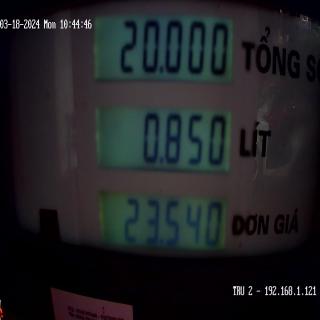 03-18-2024 Mon 10:44:46
20.000 TỔNG S
0.850 LÍT
23.540 ĐƠN GIÁ
TRU 2 - 192.168.1.121